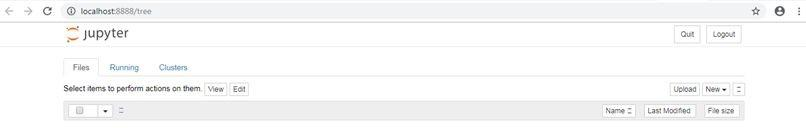 localhost:8888/tree
jupyter Quit Logout
Files Running Clusters
Select items to perform actions on them. View Edit Upload New
Name Last Modified File size